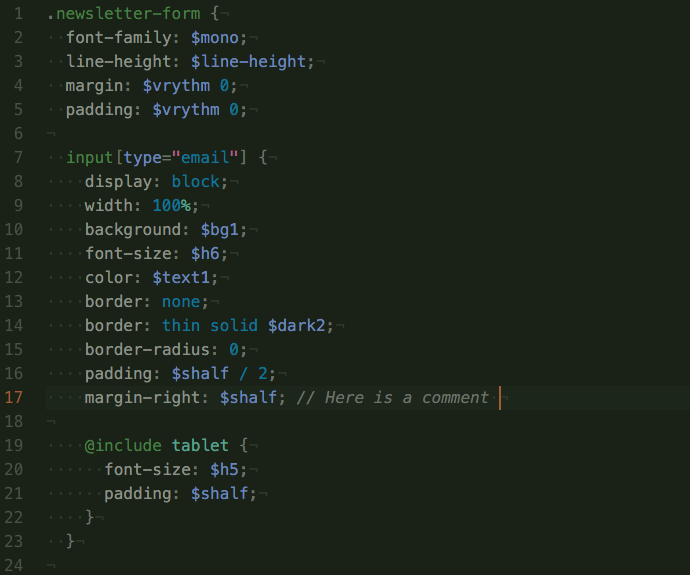 1 .newsletter-form {¬
2 ··font-family: $mono;¬
3 ··line-height: $line-height;¬
4 ··margin: $vrythm 0;¬
5 ··padding: $vrythm 0;¬
6 ¬
7 ··input[type="email"] {¬
8 ····display: block;¬
9 ····width: 100%;¬
10 ····background: $bg1;¬
11 ····font-size: $h6;¬
12 ····color: $text1;¬
13 ····border: none;¬
14 ····border: thin solid $dark2;¬
15 ····border-radius: 0;¬
16 ····padding: $shalf / 2;¬
17 ····margin-right: $shalf; // Here is a comment·¬
18 ¬
19 ····@include tablet {¬
20 ······font-size: $h5;¬
21 ······padding: $shalf;¬
22 ····}¬
23 ··}¬
24 ¬